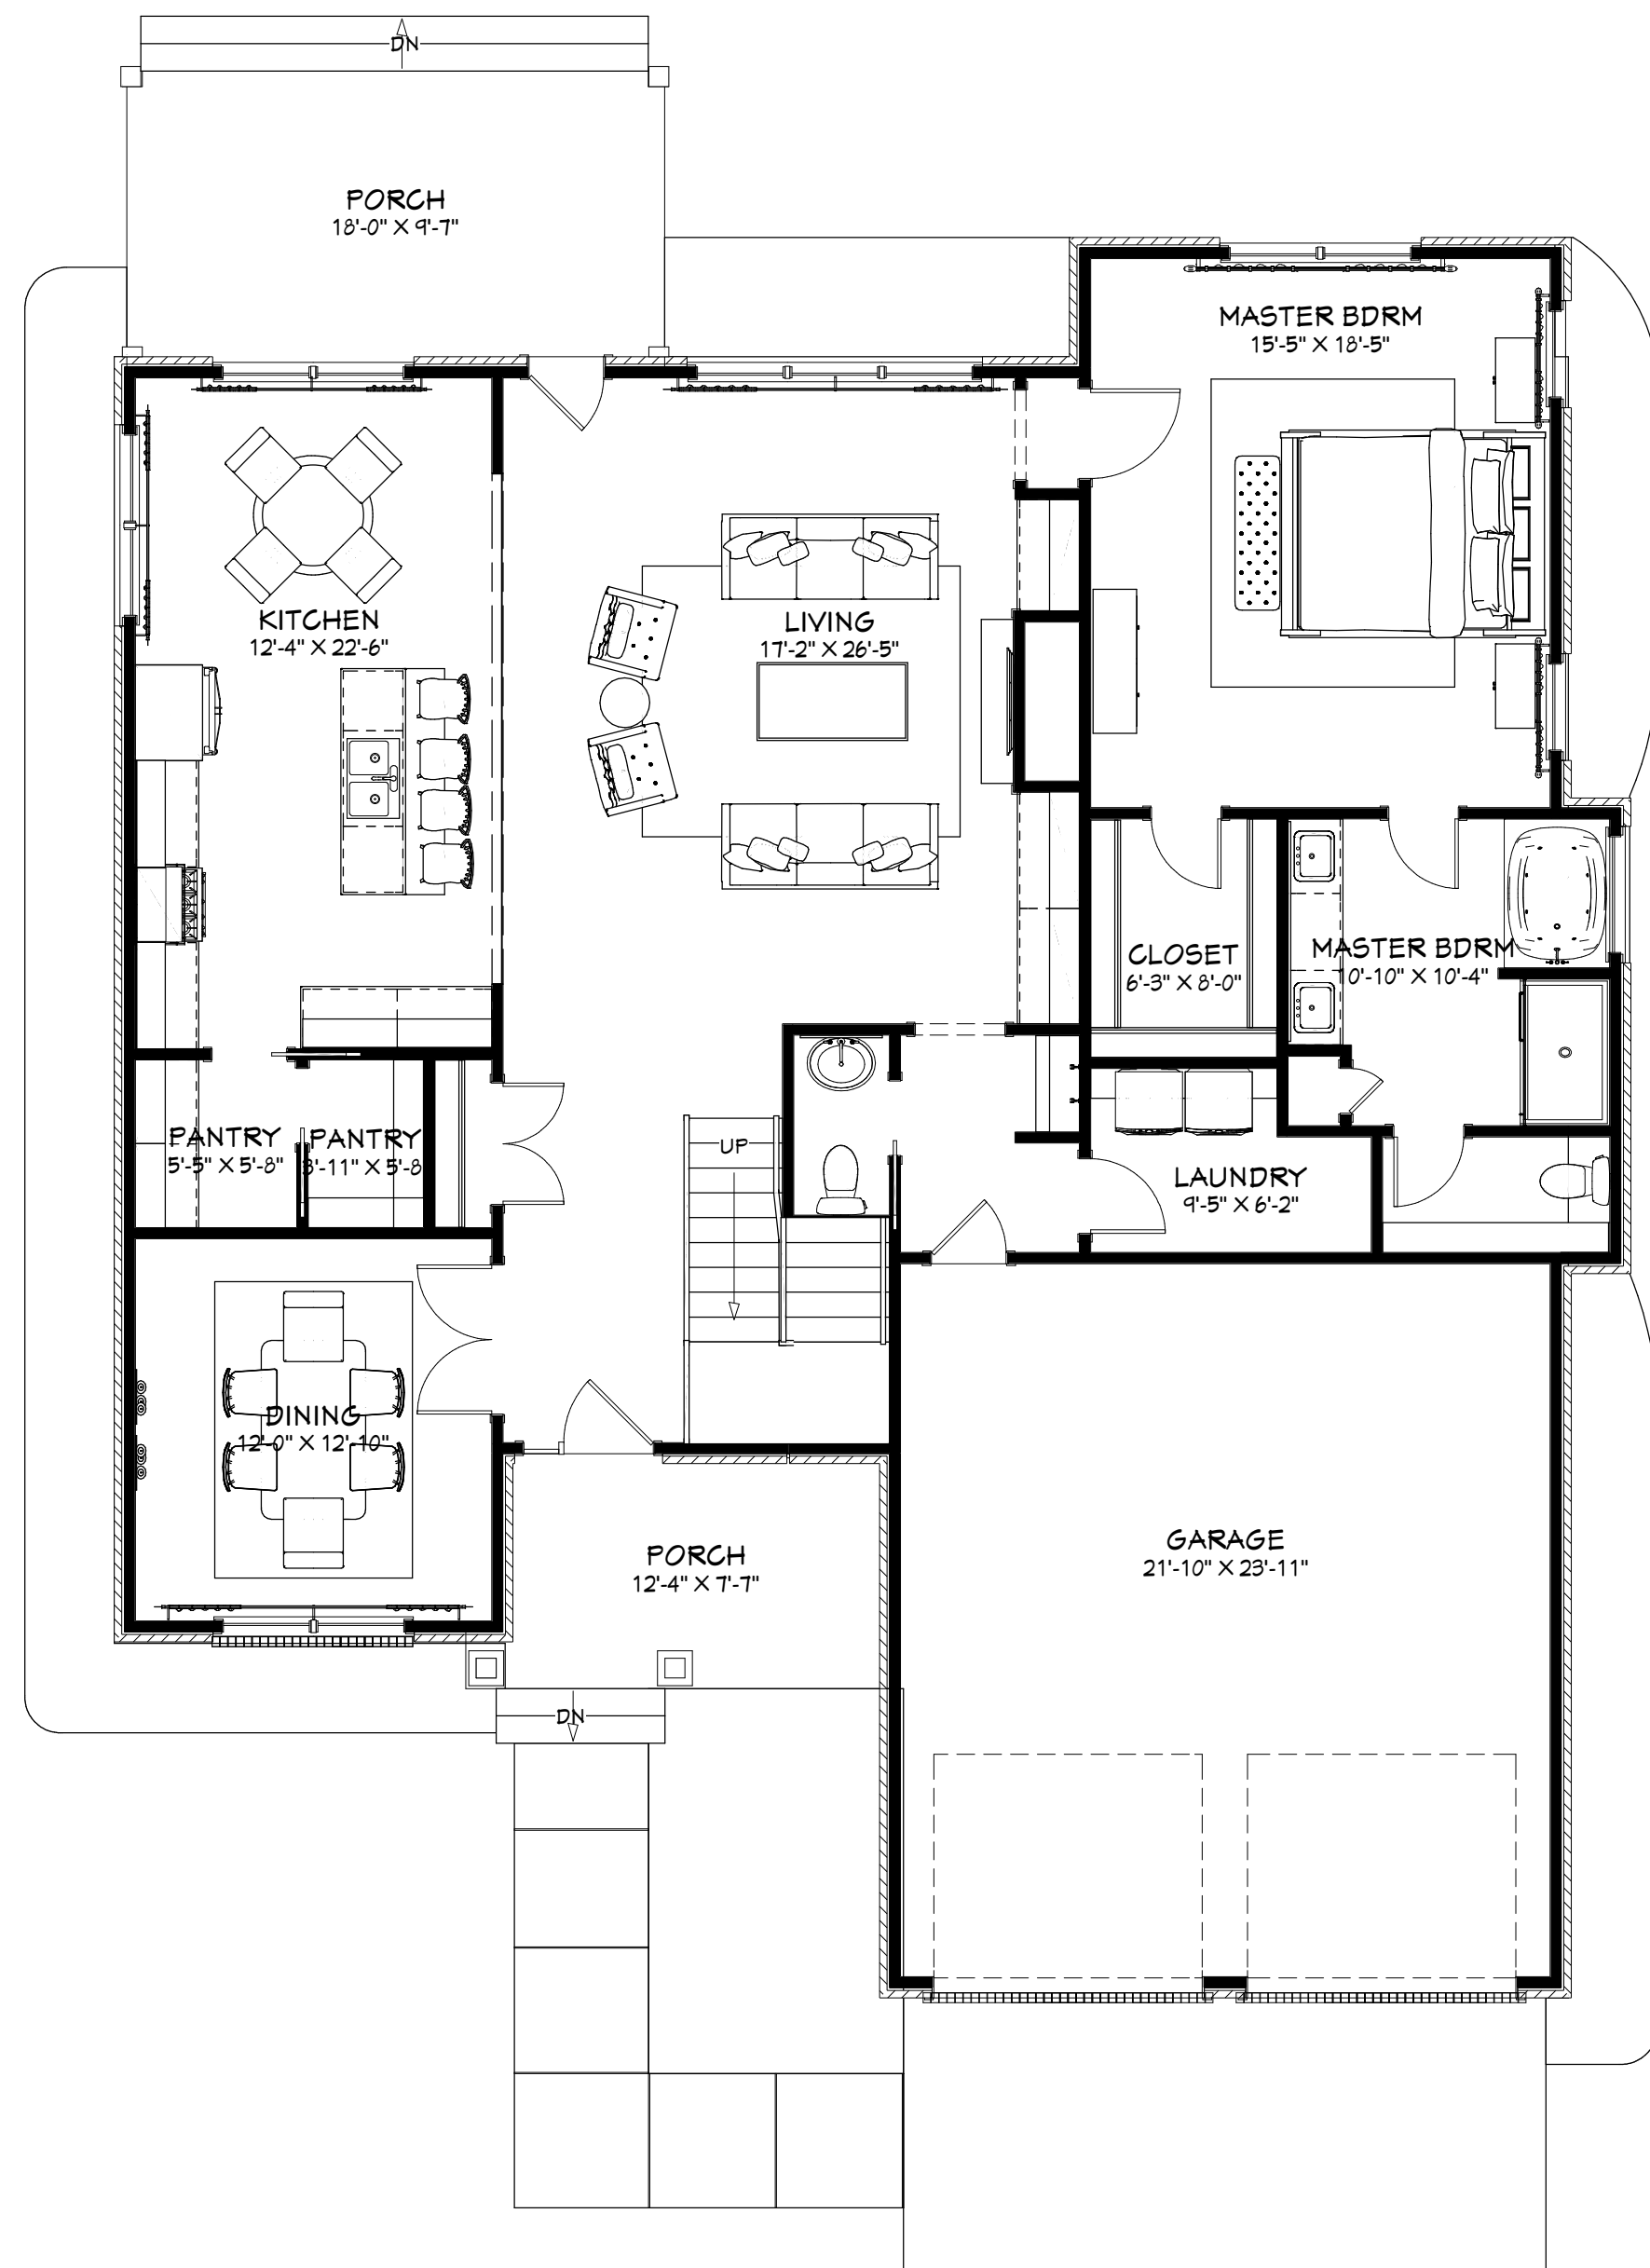 DN
PORCH
18'-0" X 9'-7"
MASTER BDRM
15'-5" X 18'-5"
KITCHEN
12'-4" X 22'-6"
LIVING
17'-2" X 26'-5"
CLOSET
6'-3" X 8'-0"
MASTER BDRM
10'-10" X 10'-4"
PANTRY
5'-5" X 5'-8"
PANTRY
3'-11" X 5'-8
UP
LAUNDRY
9'-5" X 6'-2"
DINING
12'-0" X 12'-10"
PORCH
12'-4" X 7'-7"
GARAGE
21'-10" X 23'-11"
DN